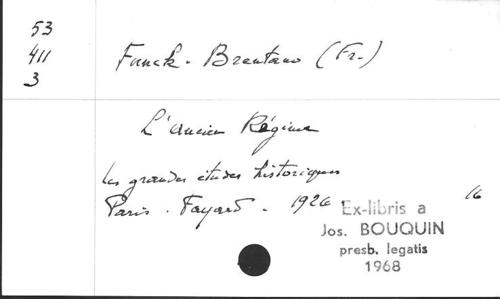 53
411
3
Funck-Brentano (Fr.)
L'Ancien Régime
Les grandes études historiques
Paris. Fayard. 1926.
16
Ex-libris a
Jos. BOUQUIN
presb. legatis
1968